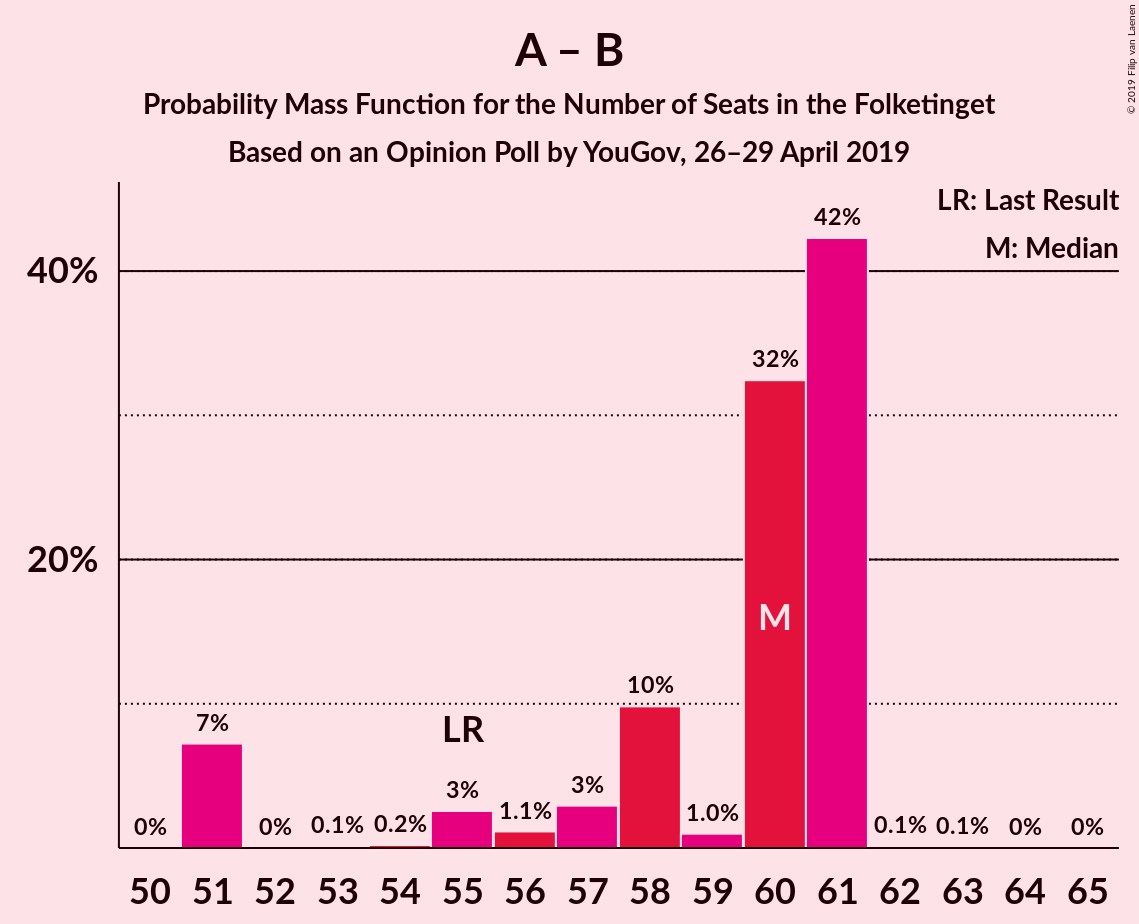 A – B
Probability Mass Function for the Number of Seats in the Folketinget
Based on an Opinion Poll by YouGov, 26–29 April 2019
© 2019 Filip van Laenen
LR: Last Result
M: Median
42%
40%
32%
20%
M
10%
7%
LR
3%
3%
1.1%
1.0%
0%
0%
0.1%
0.2%
0.1%
0.1%
0%
0%
50 51 52 53 54 55 56 57 58 59 60 61 62 63 64 65